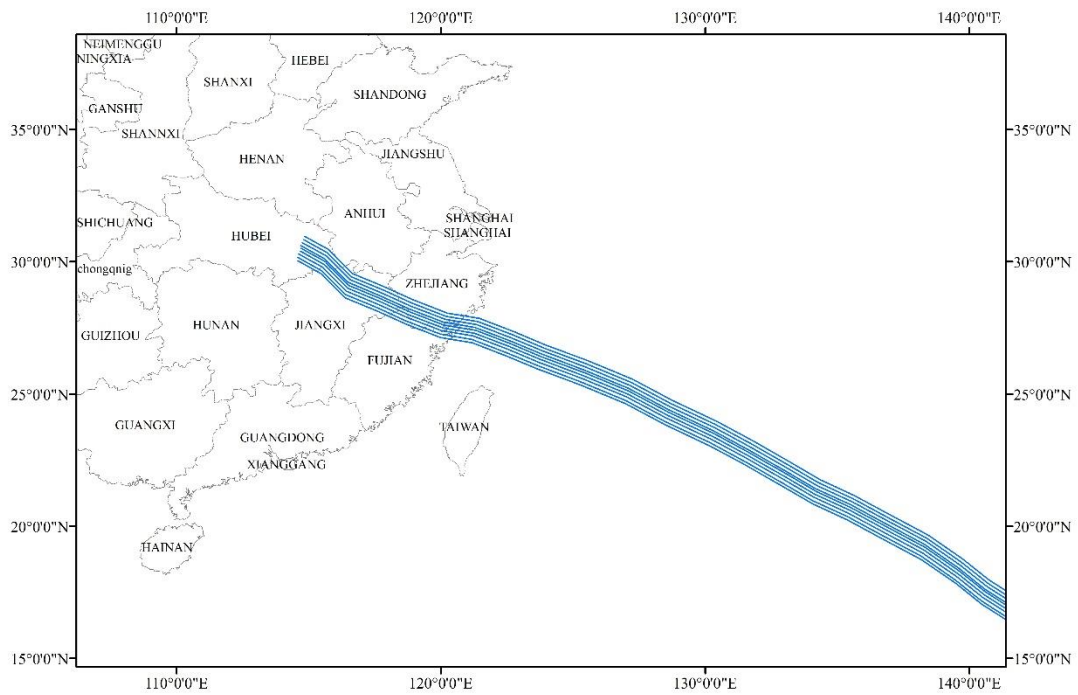 110°0'0"E 120°0'0"E 130°0'0"E 140°0'0"E
NEIMENGGU
NINGXIA
HEBEI
SHANXI
SHANDONG
GANSHU
35°0'0"N 35°0'0"N
SHANNXI
JIANGSHU
HENAN
ANHUI
SHANGHAI
SHICHUANG
HUBEI
SHANGHAI
30°0'0"N 30°0'0"N
chongqnig
ZHEJIANG
GUIZHOU
HUNAN
JIANGXI
FUJIAN
25°0'0"N 25°0'0"N
GUANGXI
TAIWAN
GUANGDONG
XIANGGANG
20°0'0"N 20°0'0"N
HAINAN
15°0'0"N 15°0'0"N
110°0'0"E 120°0'0"E 130°0'0"E 140°0'0"E